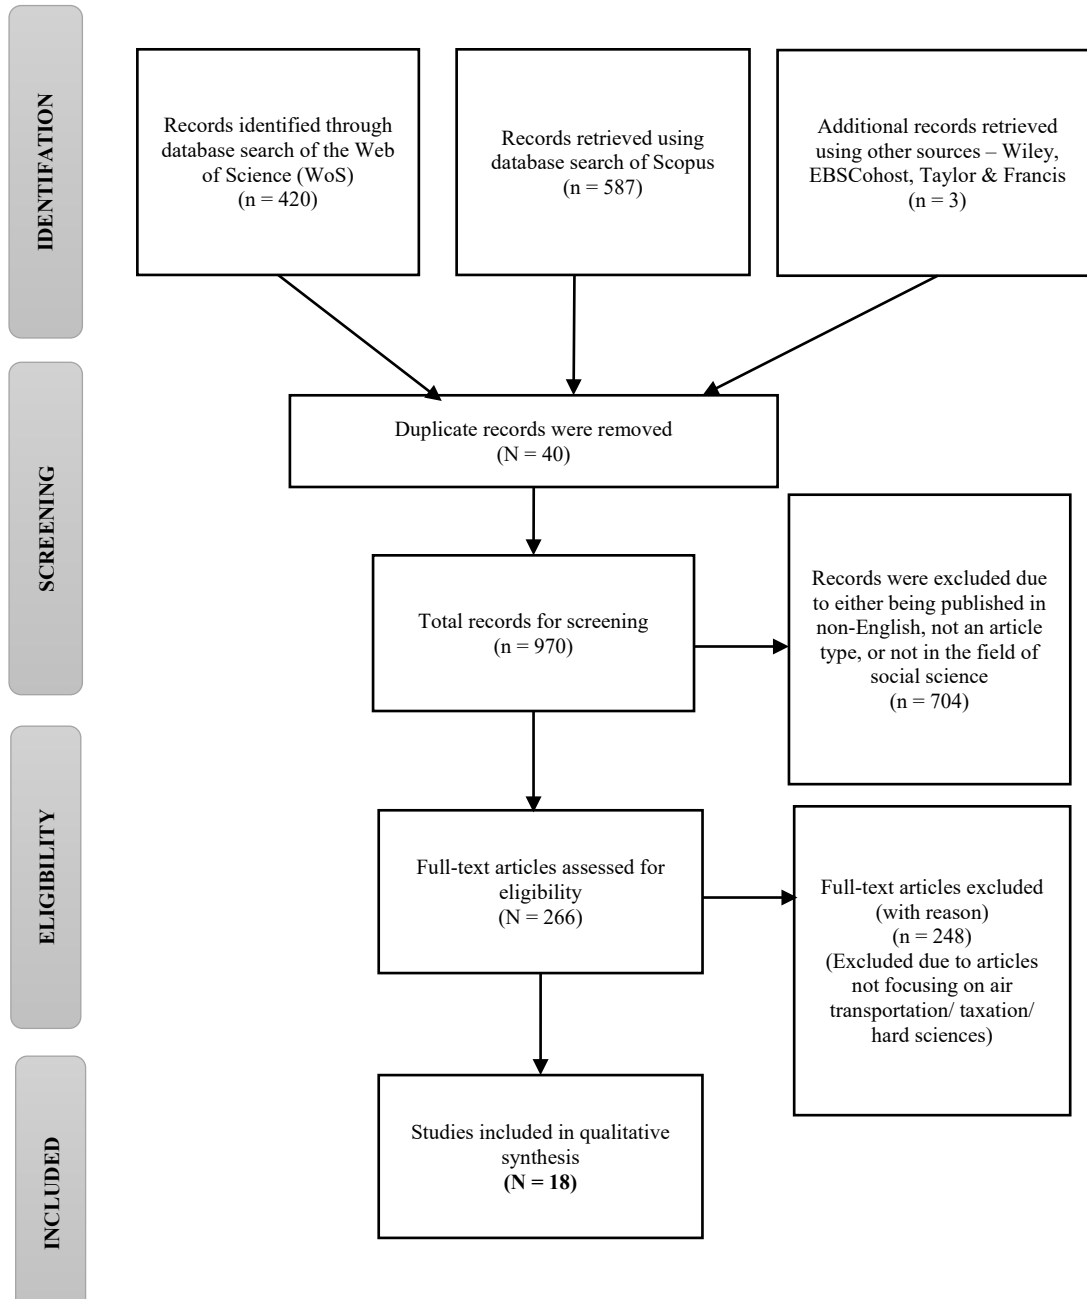 IDENTIFATION
Records identified through
database search of the Web
of Science (WoS)
(n = 420)
Records retrieved using
database search of Scopus
(n = 587)
Additional records retrieved
using other sources – Wiley,
EBSCohost, Taylor & Francis
(n = 3)
SCREENING
Duplicate records were removed
(N = 40)
Total records for screening
(n = 970)
Records were excluded due
to either being published in
non-English, not an article
type, or not in the field of
social science
(n = 704)
ELIGIBILITY
Full-text articles assessed for
eligibility
(N = 266)
Full-text articles excluded
(with reason)
(n = 248)
(Excluded due to articles
not focusing on air
transportation/ taxation/
hard sciences)
INCLUDED
Studies included in qualitative
synthesis
(N = 18)